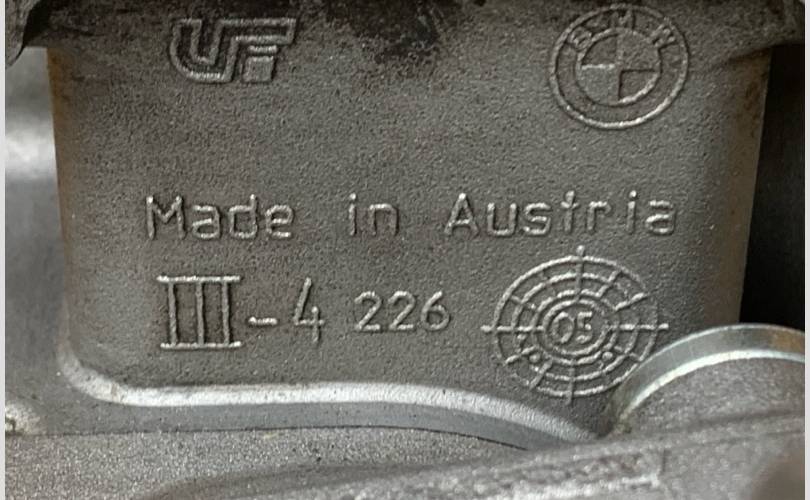 BMW
Made in Austria
III-4 226
05